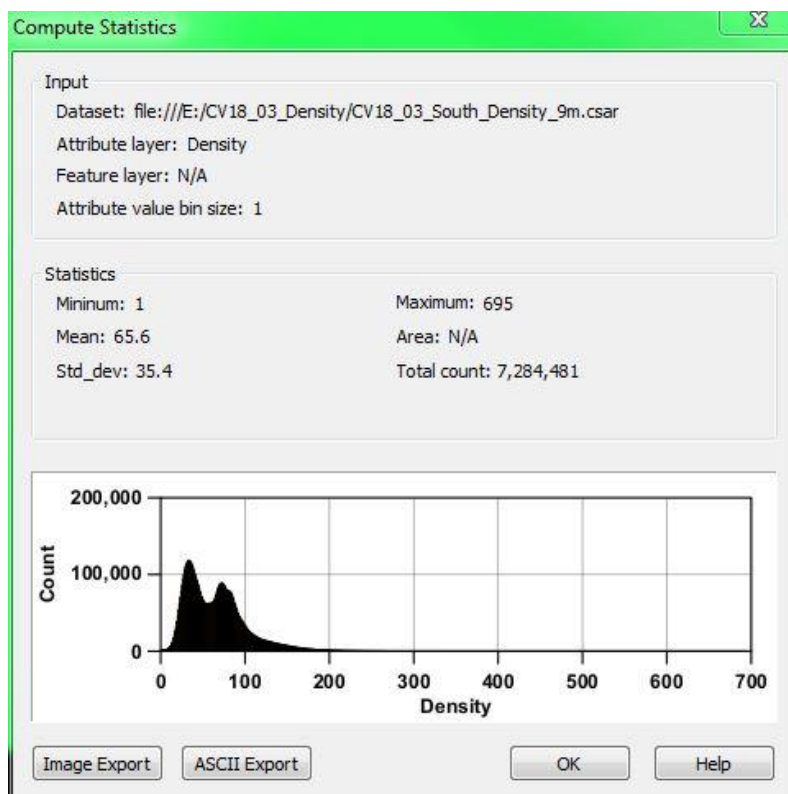 Compute Statistics
Input
Dataset: file:///E:/CV18_03_Density/CV18_03_South_Density_9m.csar
Attribute layer: Density
Feature layer: N/A
Attribute value bin size: 1
Statistics
Mininum: 1
Maximum: 695
Mean: 65.6
Area: N/A
Std_dev: 35.4
Total count: 7,284,481
200,000
100,000
0
Count
0 100 200 300 400 500 600 700
Density
Image Export
ASCII Export
OK
Help